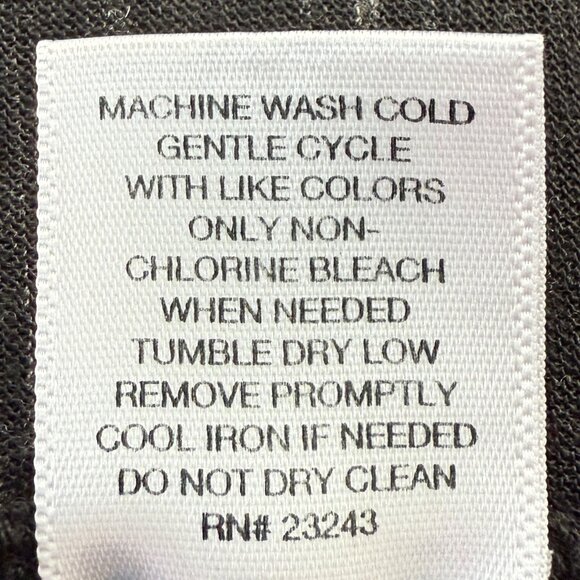 MACHINE WASH COLD
GENTLE CYCLE
WITH LIKE COLORS
ONLY NON-
CHLORINE BLEACH
WHEN NEEDED
TUMBLE DRY LOW
REMOVE PROMPTLY
COOL IRON IF NEEDED
DO NOT DRY CLEAN
RN# 23243